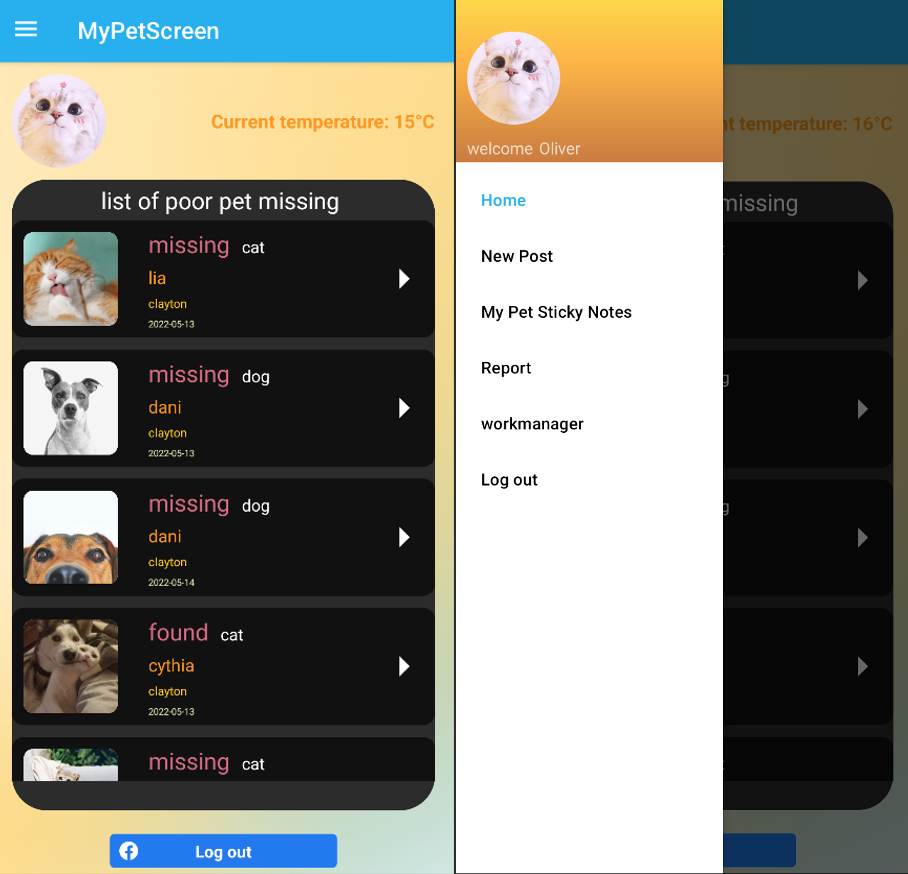 MyPetScreen
Current temperature: 15°C
list of poor pet missing
missing cat
lia
clayton
2022-05-13
missing dog
dani
clayton
2022-05-13
missing dog
dani
clayton
2022-05-14
found cat
cythia
clayton
2022-05-13
missing cat
Log out
welcome Oliver
Home
New Post
My Pet Sticky Notes
Report
workmanager
Log out
nt temperature: 16°C
missing
g
g